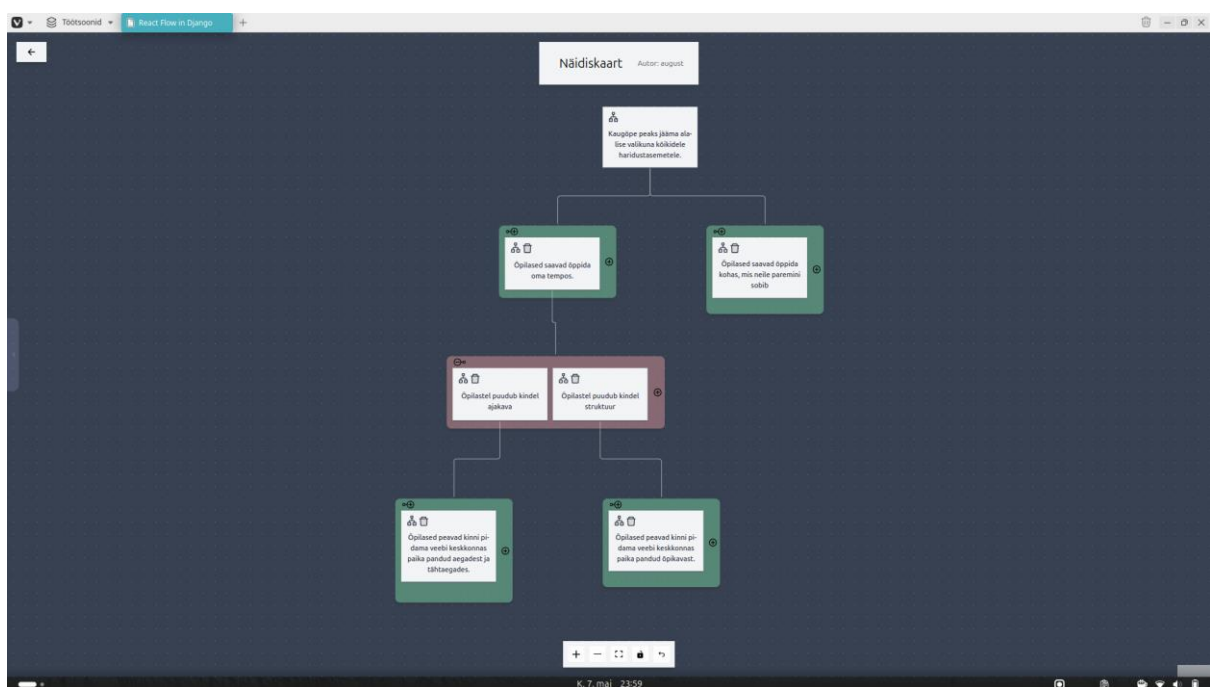 Töötsoonid
React Flow in Django
Näidiskaart
Autor: august
Kaugõpe peaks jääma ala-
lise valikuna kõikidele
haridustasemetele.
Õpilased saavad õppida
oma tempos.
Õpilased saavad õppida
kohas, mis neile paremini
sobib
Õpilastel puudub kindel
ajakava
Õpilastel puudub kindel
struktuur
Õpilased peavad kinni pi-
dama veebi keskkonnas
paika pandud aegadest ja
tähtaegades.
Õpilased peavad kinni pi-
dama veebi keskkonnas
paika pandud õpikavast.
K. 7. mai 23:59